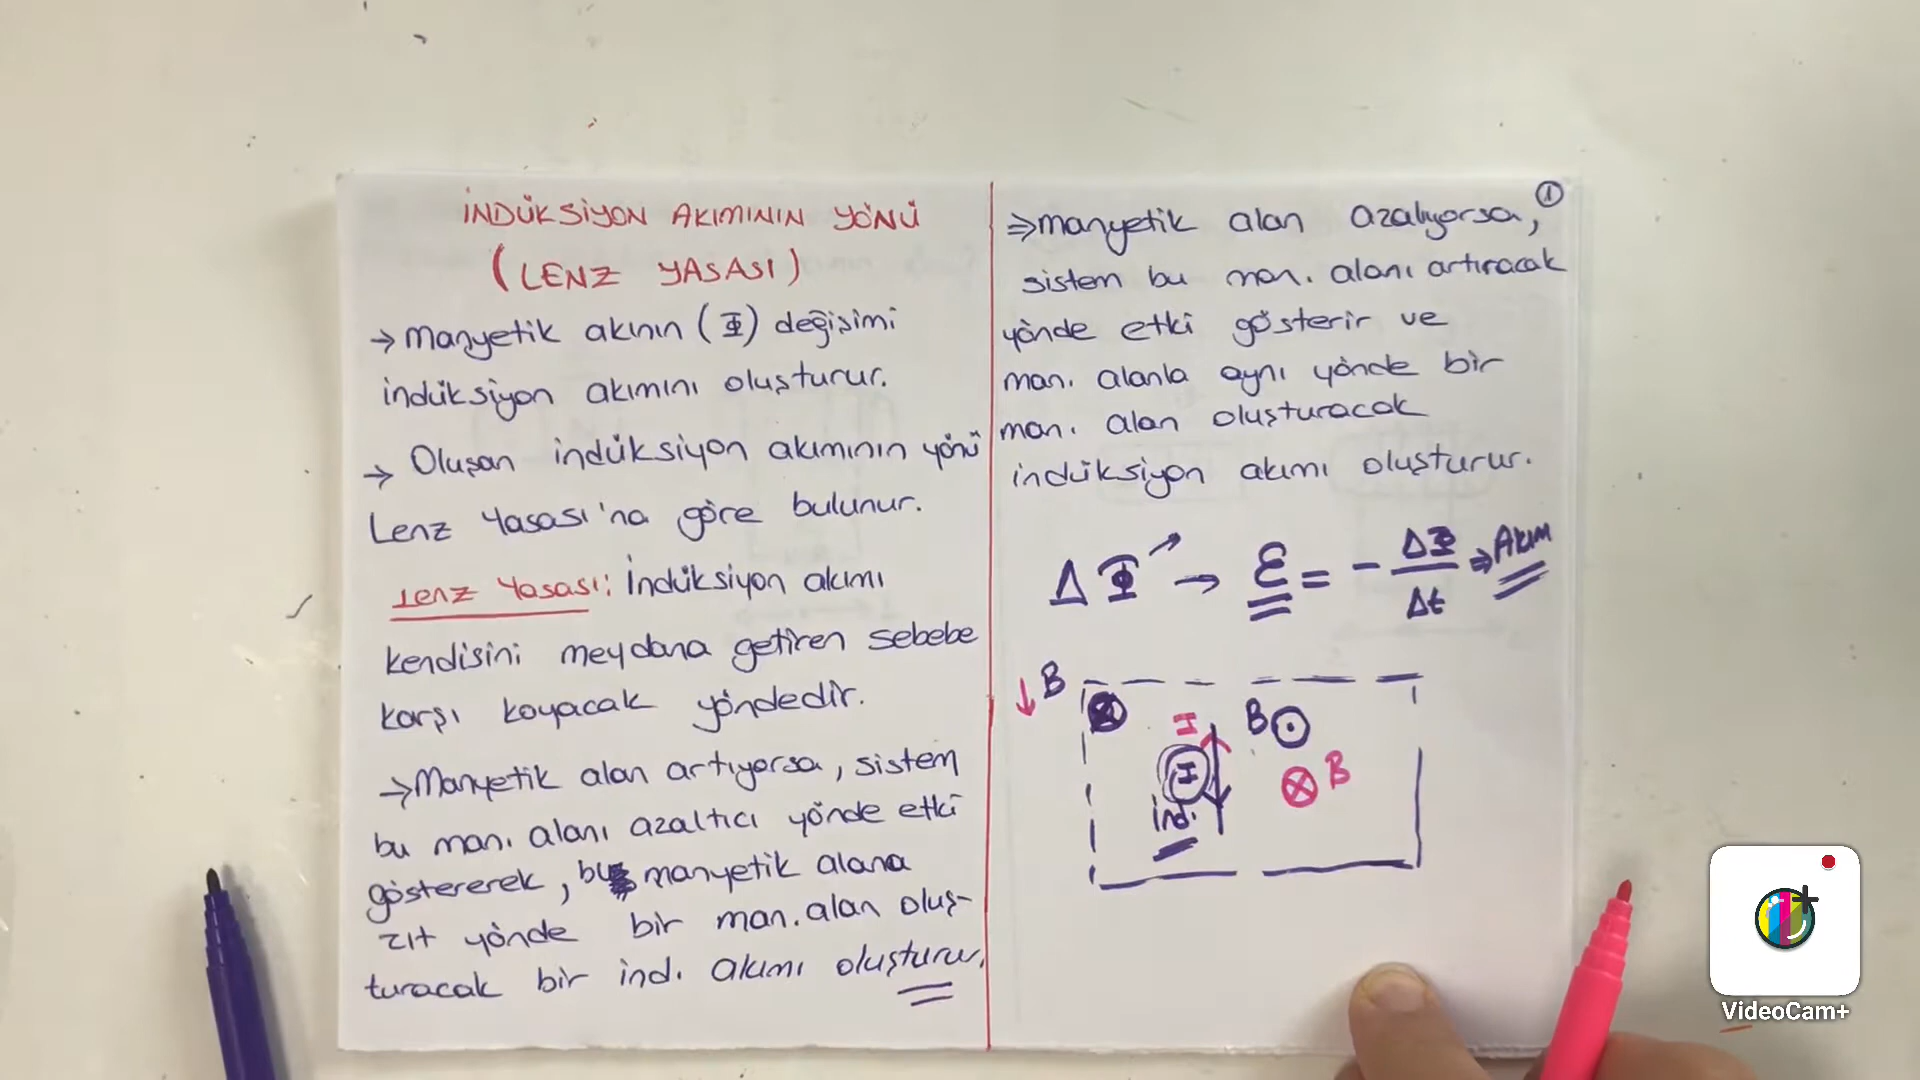 İNDÜKSİYON AKIMININ YÖNÜ
(LENZ YASASI)
→ Manyetik akının (Φ) değişimi
indüksiyon akımını oluşturur.
→ Oluşan indüksiyon akımının yönü
Lenz Yasası'na göre bulunur.
Lenz Yasası: İndüksiyon akımı
kendisini meydana getiren sebebe
karşı koyacak yöndedir.
→ Manyetik alan artıyorsa, sistem
bu man. alanı azaltıcı yönde etki
göstererek, bu manyetik alana
zıt yönde bir man. alan oluş-
turacak bir ind. akımı oluşturur.
1
⇒ manyetik alan azalıyorsa,
sistem bu man. alanı artıracak
yönde etki gösterir ve
man. alanla aynı yönde bir
man. alan oluşturacak
indüksiyon akımı oluşturur.
ΔΦ → ε = - ΔΦ/Δt ⇒ Akım
↓ B
I
B ⊙
I
⊗ B
ind.
VideoCam+